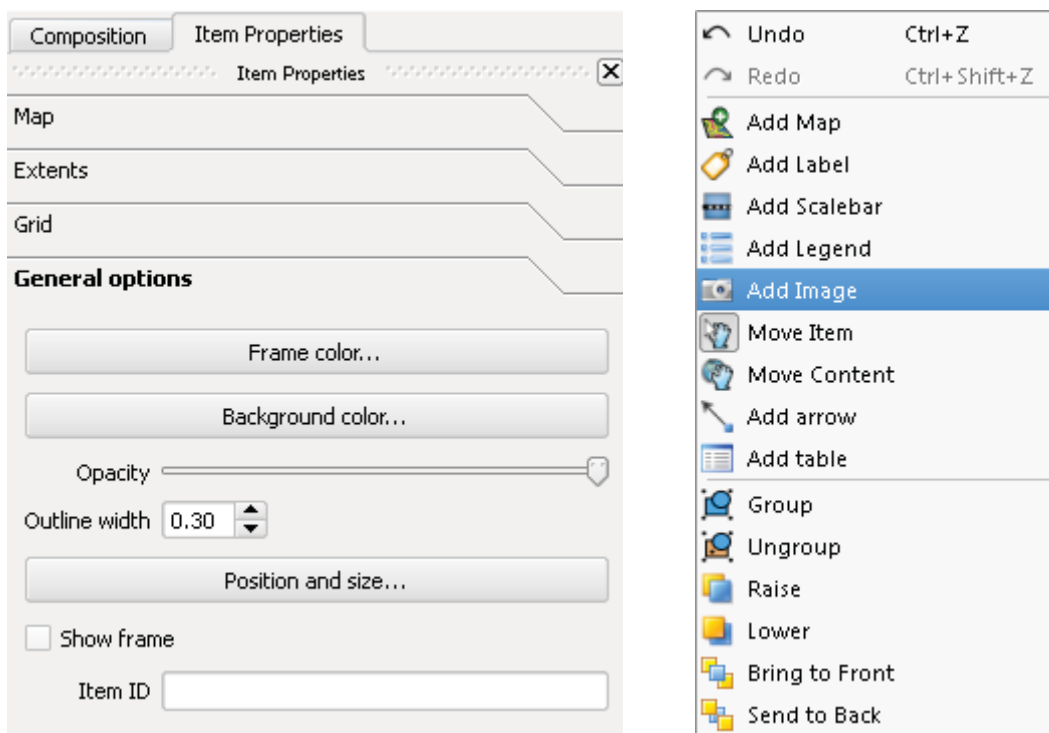 Composition Item Properties
Item Properties
Map
Extents
Grid
General options
Frame color...
Background color...
Opacity
Outline width 0.30
Position and size...
Show frame
Item ID
Undo Ctrl+Z
Redo Ctrl+Shift+Z
Add Map
Add Label
Add Scalebar
Add Legend
Add Image
Move Item
Move Content
Add arrow
Add table
Group
Ungroup
Raise
Lower
Bring to Front
Send to Back